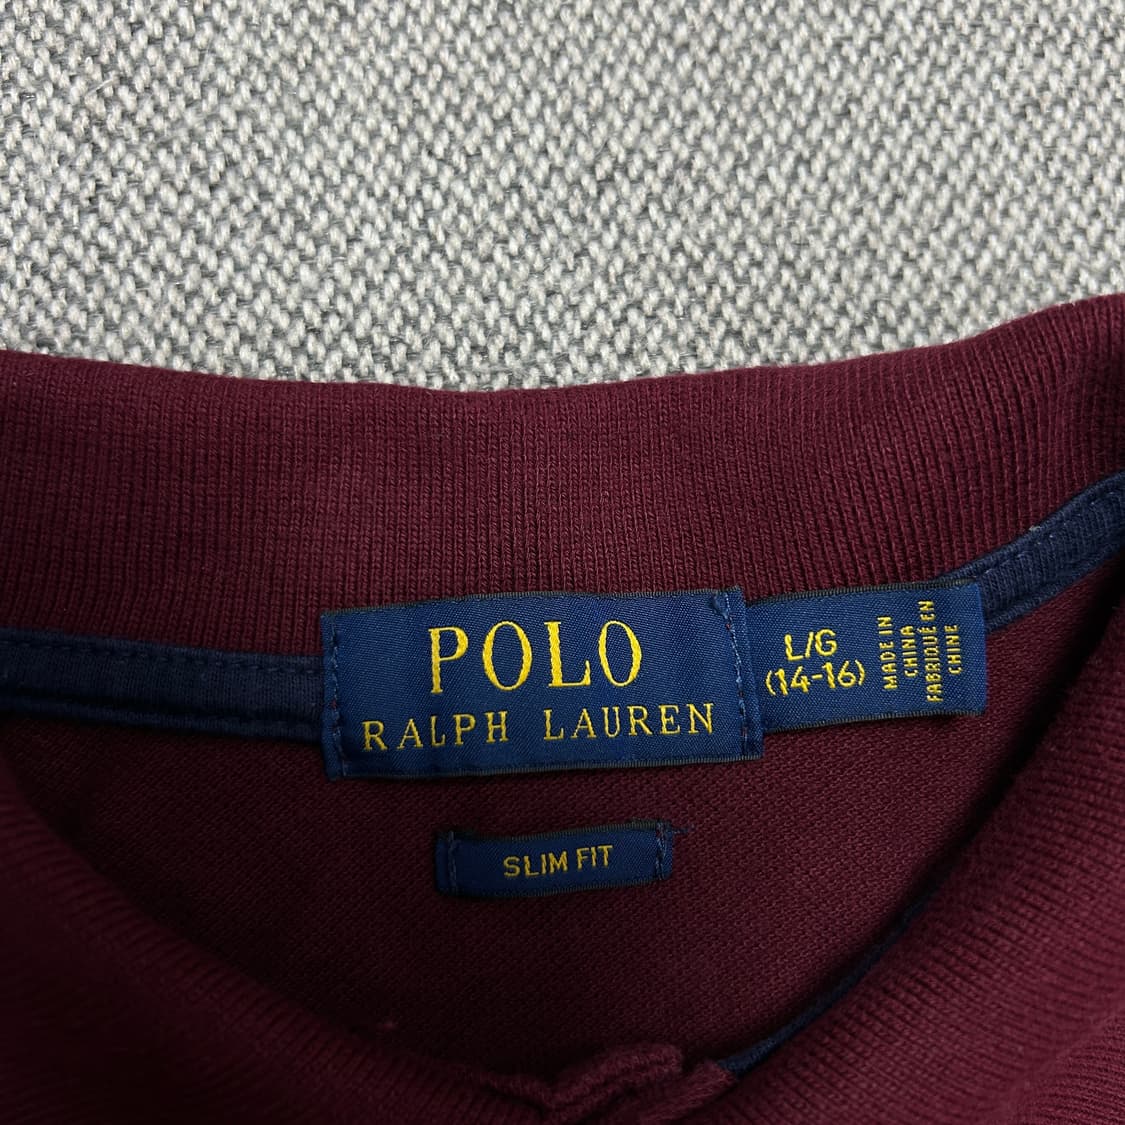 POLO
RALPH LAUREN
L/G
(14-16)
MADE IN
CHINA
FABRIQUÉ EN
CHINE
SLIM FIT